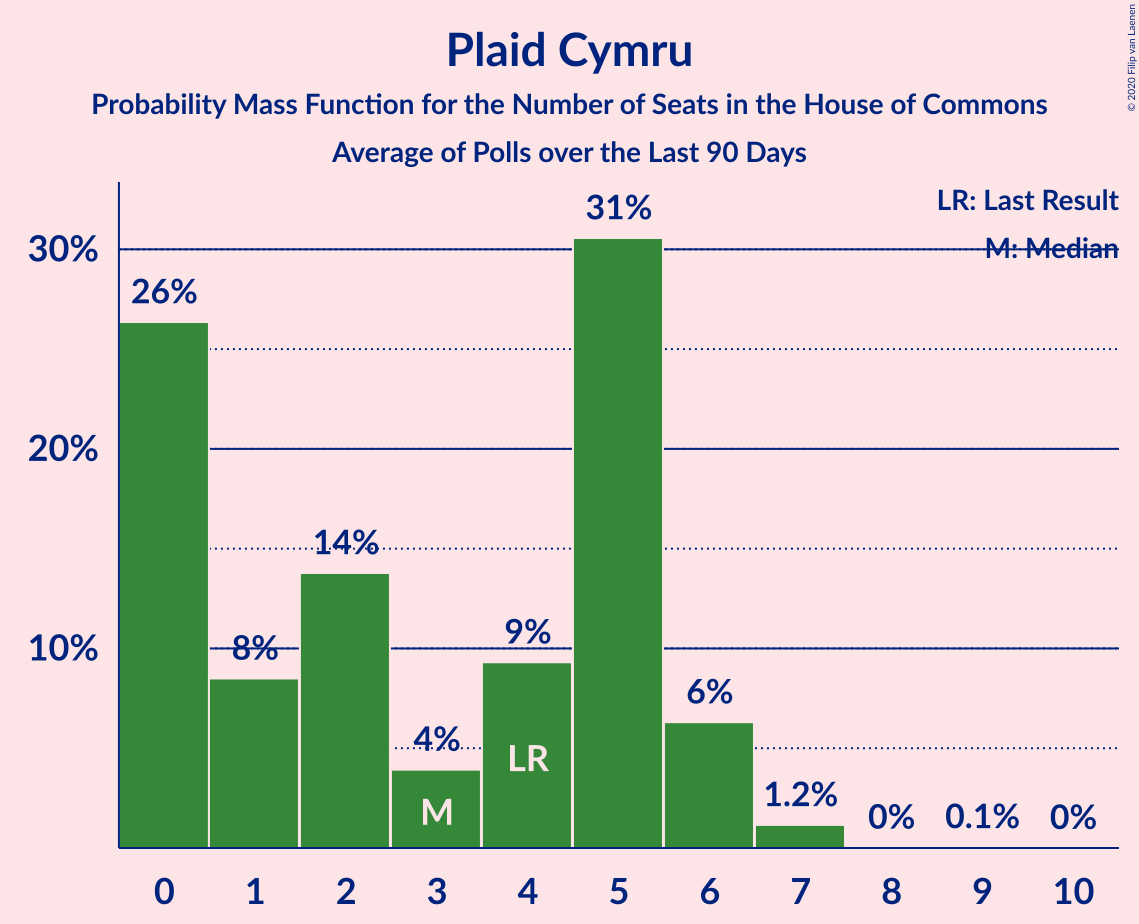 Plaid Cymru
Probability Mass Function for the Number of Seats in the House of Commons
Average of Polls over the Last 90 Days
© 2020 Filip van Laenen
LR: Last Result
M: Median
30%
20%
10%
26%
8%
14%
4%
9%
31%
6%
1.2%
0%
0.1%
0%
M
LR
0 1 2 3 4 5 6 7 8 9 10